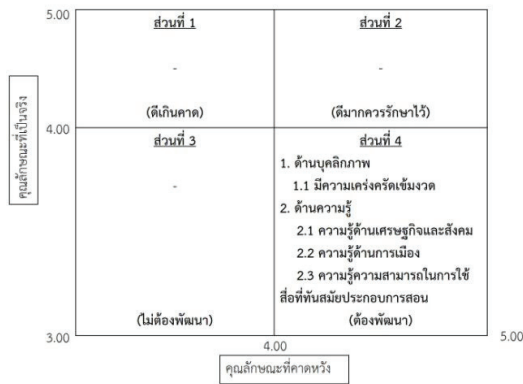 5.00
ส่วนที่ 1
ส่วนที่ 2
-
-
(ดีเกินคาด)
(ดีมากควรรักษาไว้)
คุณลักษณะที่เป็นจริง
4.00
ส่วนที่ 3
ส่วนที่ 4
-
1. ด้านบุคลิกภาพ
1.1 มีความเคร่งครัดเข้มงวด
2. ด้านความรู้
2.1 ความรู้ด้านเศรษฐกิจและสังคม
2.2 ความรู้ด้านการเมือง
2.3 ความรู้ความสามารถในการใช้
สื่อที่ทันสมัยประกอบการสอน
(ไม่ต้องพัฒนา)
(ต้องพัฒนา)
3.00
4.00
5.00
คุณลักษณะที่คาดหวัง